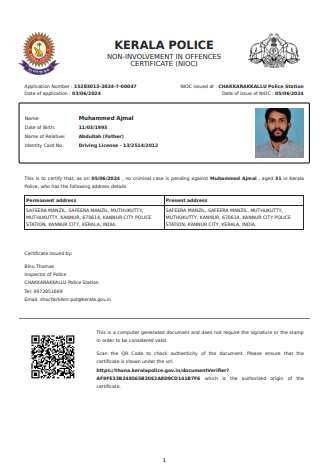 KERALA POLICE
NON-INVOLVEMENT IN OFFENCES
CERTIFICATE (NIOC)
Application Number : 15203013-2024-7-00047
NIOC issued at : CHAKKARAKKALLU Police Station
Date of application : 03/06/2024
Date of issue of NIOC : 05/06/2024
Name: Muhammed Ajmal
Date of Birth: 11/03/1993
Name of Relative: Abdullah (Father)
Identity Card No: Driving License - 13/2514/2012
This is to certify that, as on 05/06/2024 , no criminal case is pending against Muhammed Ajmal , aged 31 in Kerala
Police, who has the following address details.
Permanent address
Present address
SAFEERA MANZIL, SAFEERA MANZIL, MUTHUKUTTY,
MUTHUKUTTY, KANNUR, 670614, KANNUR CITY POLICE
STATION, KANNUR CITY, KERALA, INDIA.
SAFEERA MANZIL, SAFEERA MANZIL, MUTHUKUTTY,
MUTHUKUTTY, KANNUR, 670614, KANNUR CITY POLICE
STATION, KANNUR CITY, KERALA, INDIA.
Certificate issued by:
Binu Thomas
Inspector of Police
CHAKKARAKKALLU Police Station
Tel: 4972851669
Email: shochkrklknr.pol@kerala.gov.in
This is a computer generated document and does not require the signature or the stamp
in order to be considered valid.
Scan the QR Code to check authenticity of the document. Please ensure that the
certificate is shown under the url:
https://thuna.keralapolice.gov.in/documentVerifier?
which is the authorized origin of the
certificate.
1